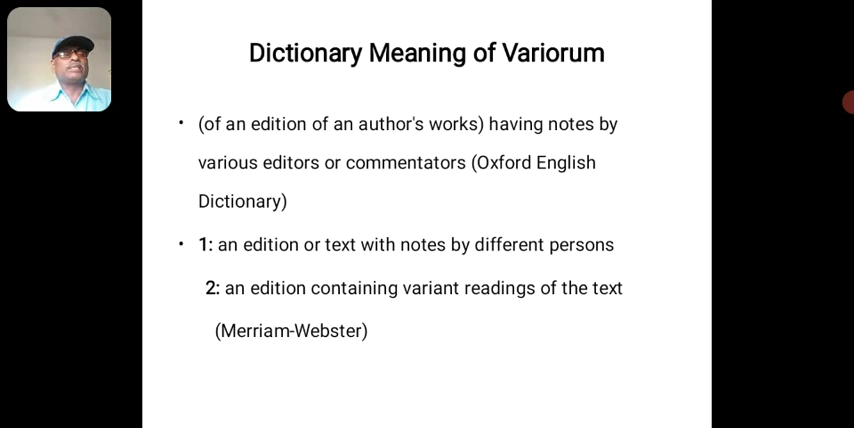 Dictionary Meaning of Variorum
• (of an edition of an author's works) having notes by
various editors or commentators (Oxford English
Dictionary)
• 1: an edition or text with notes by different persons
2: an edition containing variant readings of the text
(Merriam-Webster)